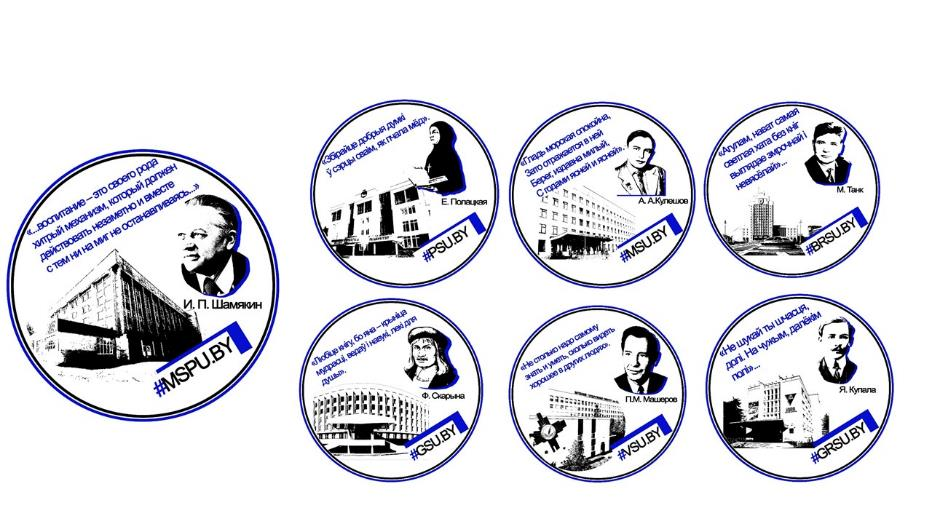 «...воспитание – это своего рода
хитрый механизм, который должен
действовать незаметно и вместе
с тем ни на миг не останавливаясь...»
И. П. Шамякин
#MSPU.BY
«Збірайце добрыя думкі
ў сэрцы сваім, як пчала мёд».
Е. Полацкая
#PSU.BY
«Гладь морская спокойна,
Зато отражается в ней
Берег, издавна милый,
С годами ясней и ясней».
А. А.Кулешов
#MSU.BY
«Агулам, нават самая
светлая хата без кніг
выглядае змрочнай і
невясёлай»...
М. Танк
#BRSU.BY
«Любіце кнігу, бо яна – крыніца
мудрасці, ведаў і навукі, лекі для
душы».
Ф. Скарына
#GSU.BY
«Не столько надо самому
знать и уметь, сколько видеть
хорошее в других людях».
П.М. Машеров
#VSU.BY
«Не шукай ты шчасця,
долі. На чужым, далёкім
полі»...
Я. Купала
#GRSU.BY